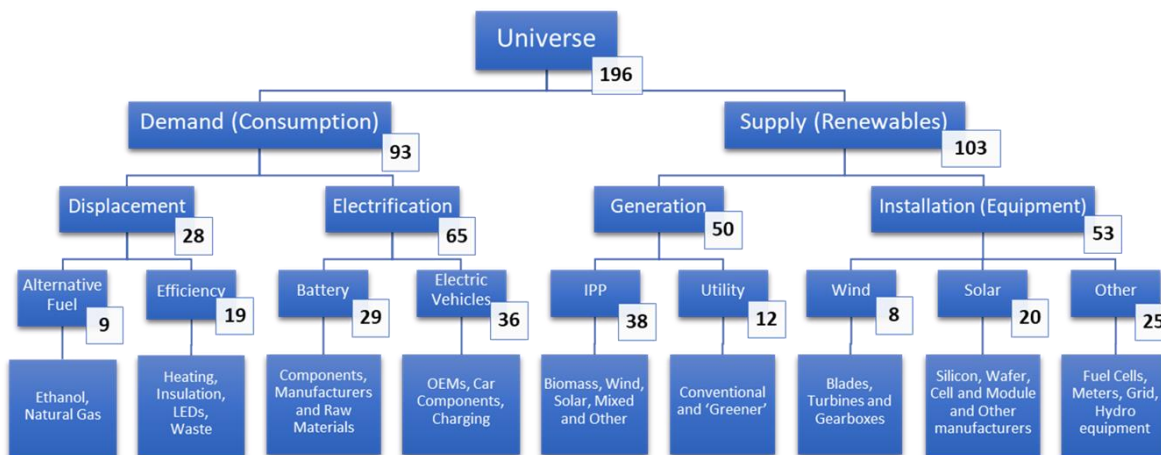 Universe
196
Demand (Consumption)
93
Supply (Renewables)
103
Displacement
28
Electrification
65
Generation
50
Installation (Equipment)
53
Alternative
Fuel
9
Efficiency
19
Battery
29
Electric
Vehicles
36
IPP
38
Utility
12
Wind
8
Solar
20
Other
25
Ethanol,
Natural Gas
Heating,
Insulation,
LEDs,
Waste
Components,
Manufacturers
and Raw
Materials
OEMs, Car
Components,
Charging
Biomass, Wind,
Solar, Mixed
and Other
Conventional
and ‘Greener’
Blades,
Turbines and
Gearboxes
Silicon, Wafer,
Cell and Module
and Other
manufacturers
Fuel Cells,
Meters, Grid,
Hydro
equipment